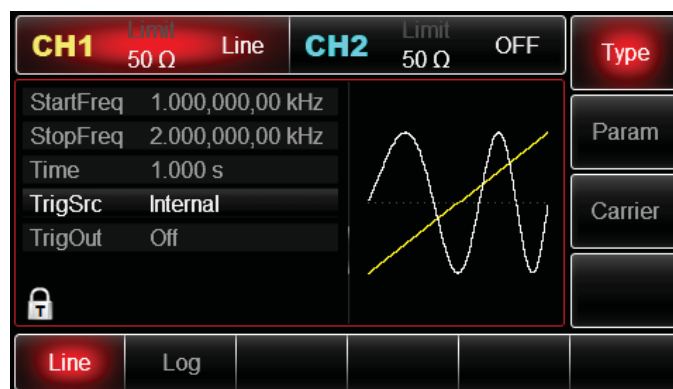 CH1 Limit 50 Ω Line CH2 Limit 50 Ω OFF Type
StartFreq 1.000,000,00 kHz
StopFreq 2.000,000,00 kHz
Param
Time 1.000 s
TrigSrc Internal
Carrier
TrigOut Off
T
Line Log